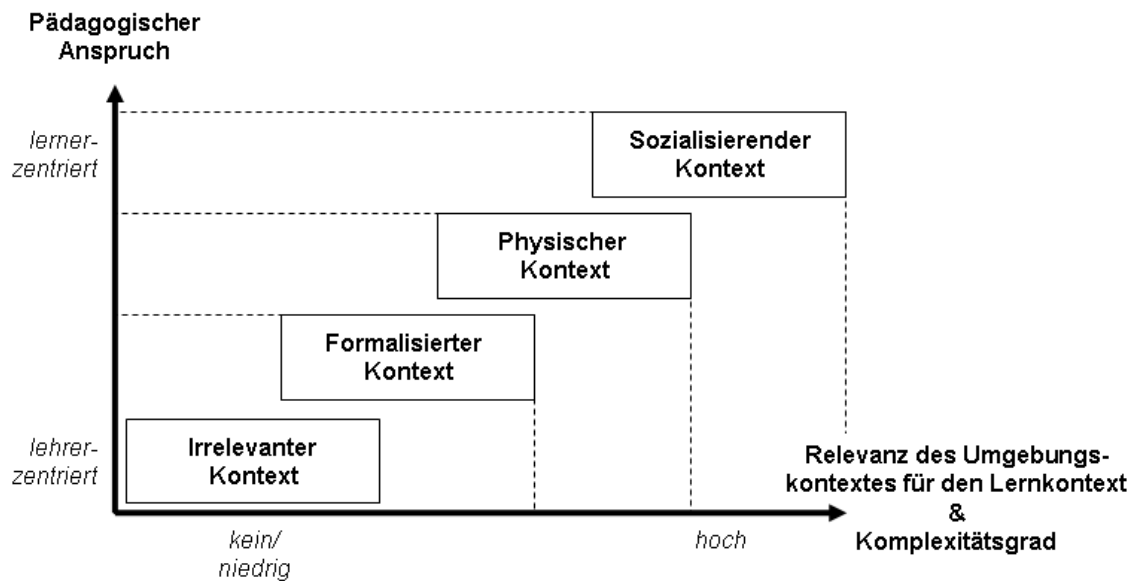 Pädagogischer
Anspruch
lerner-
zentriert
Sozialisierender
Kontext
Physischer
Kontext
Formalisierter
Kontext
lehrer-
zentriert
Irrelevanter
Kontext
Relevanz des Umgebungs-
kontextes für den Lernkontext
&
Komplexitätsgrad
kein/
niedrig
hoch